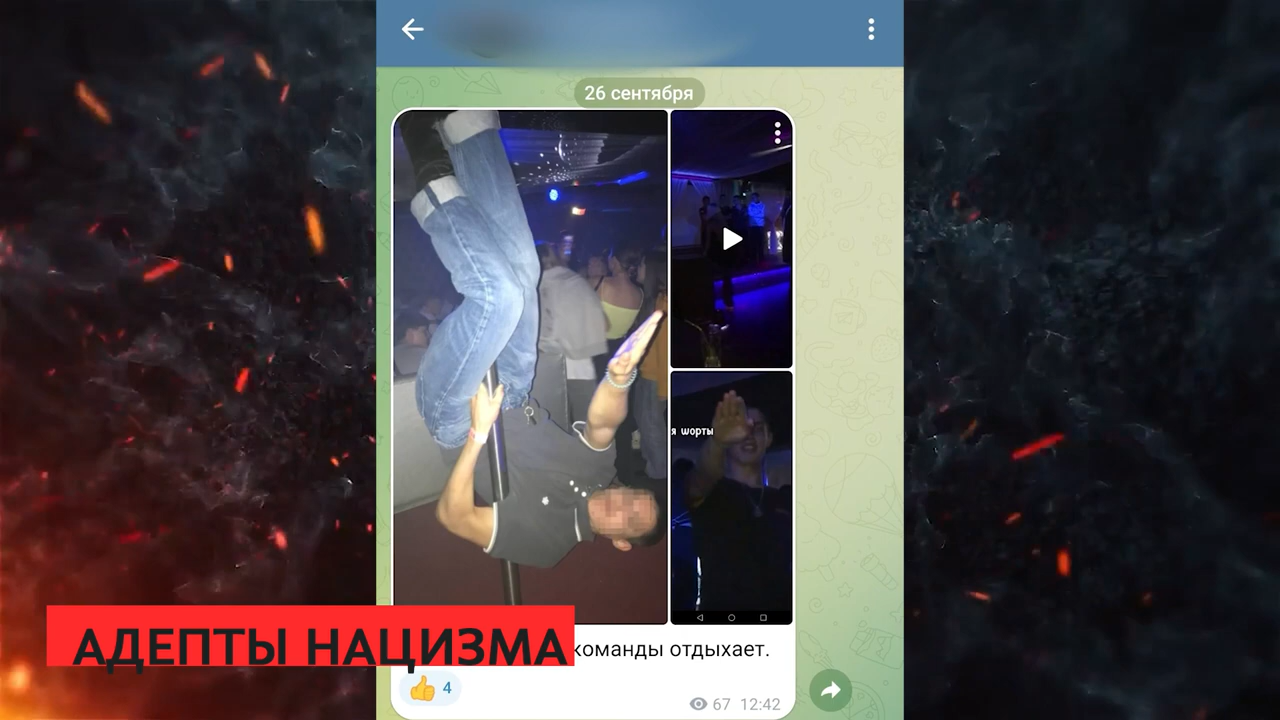 26 сентября
я шорты
команды отдыхает.
АДЕПТЫ НАЦИЗМА
4
67 12:42